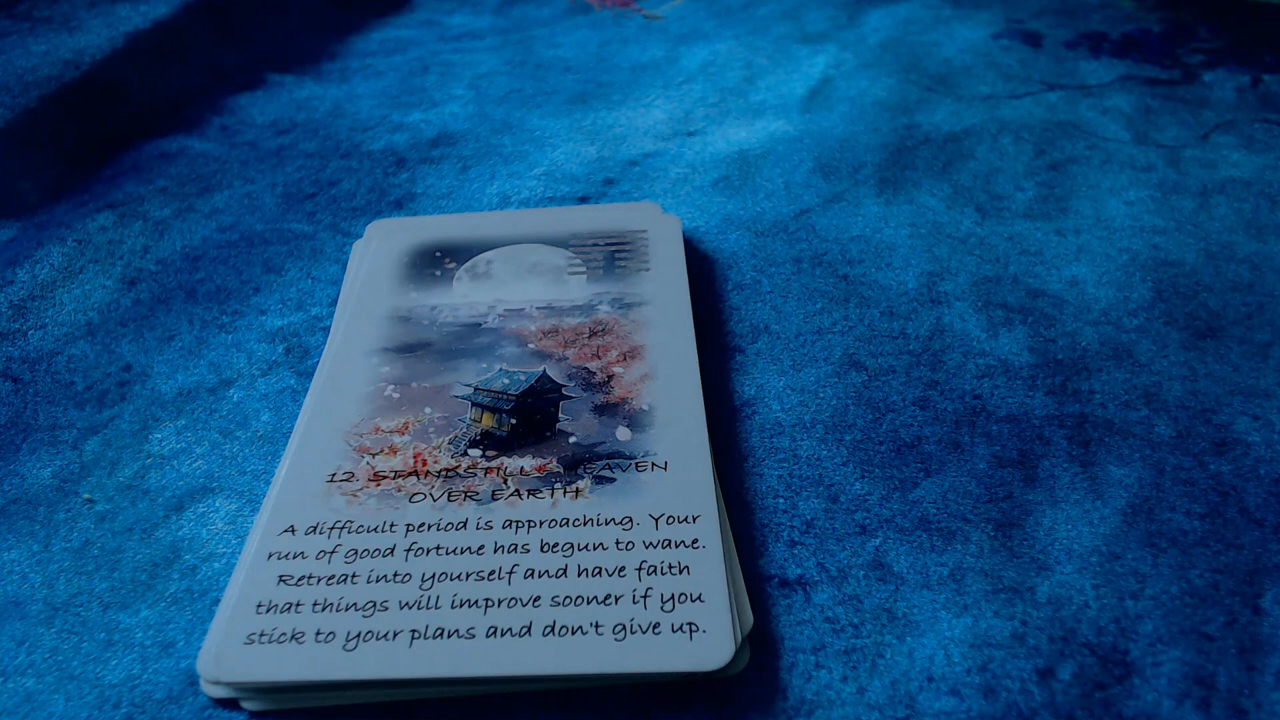 12. STANDSTILL - HEAVEN
OVER EARTH
A difficult period is approaching. Your
run of good fortune has begun to wane.
Retreat into yourself and have faith
that things will improve sooner if you
stick to your plans and don't give up.